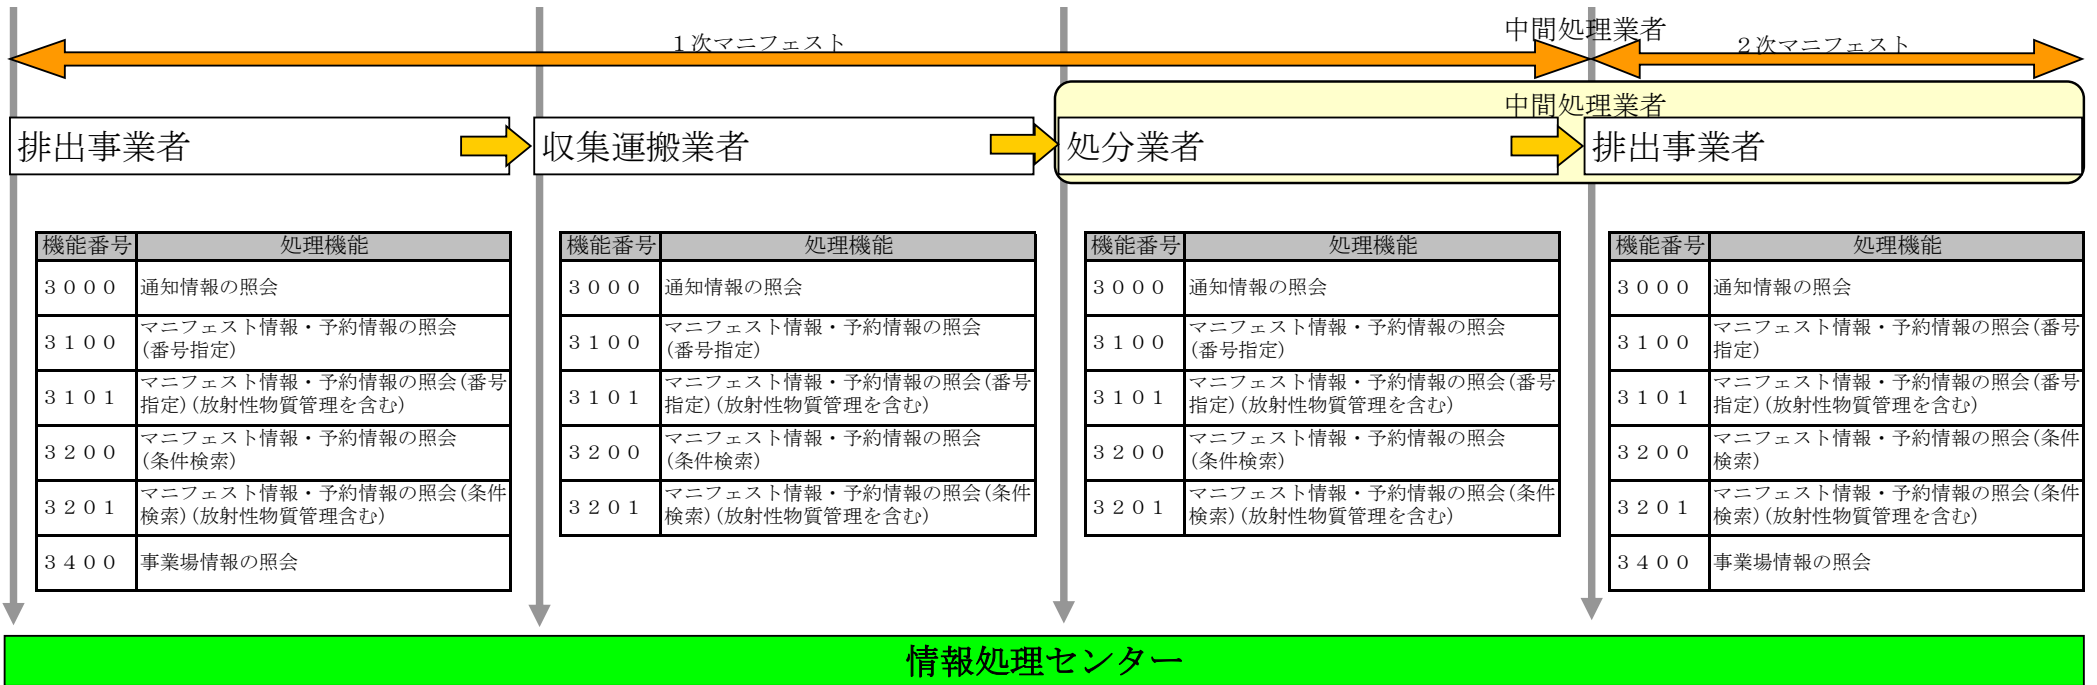 中間処理業者
1次マニフェスト
2次マニフェスト
中間処理業者
排出事業者
収集運搬業者
処分業者
排出事業者
機能番号 処理機能
3000 通知情報の照会
3100 マニフェスト情報・予約情報の照会
(番号指定)
3101 マニフェスト情報・予約情報の照会(番号
指定)(放射性物質管理を含む)
3200 マニフェスト情報・予約情報の照会
(条件検索)
3201 マニフェスト情報・予約情報の照会(条件
検索)(放射性物質管理含む)
3400 事業場情報の照会
機能番号 処理機能
3000 通知情報の照会
3100 マニフェスト情報・予約情報の照会
(番号指定)
3101 マニフェスト情報・予約情報の照会(番号
指定)(放射性物質管理を含む)
3200 マニフェスト情報・予約情報の照会
(条件検索)
3201 マニフェスト情報・予約情報の照会(条件
検索)(放射性物質管理を含む)
機能番号 処理機能
3000 通知情報の照会
3100 マニフェスト情報・予約情報の照会
(番号指定)
3101 マニフェスト情報・予約情報の照会(番号
指定)(放射性物質管理を含む)
3200 マニフェスト情報・予約情報の照会
(条件検索)
3201 マニフェスト情報・予約情報の照会(条件
検索)(放射性物質管理を含む)
機能番号 処理機能
3000 通知情報の照会
3100 マニフェスト情報・予約情報の照会(番号
指定)
3101 マニフェスト情報・予約情報の照会(番号
指定)(放射性物質管理を含む)
3200 マニフェスト情報・予約情報の照会(条件
検索)
3201 マニフェスト情報・予約情報の照会(条件
検索)(放射性物質管理を含む)
3400 事業場情報の照会
情報処理センター